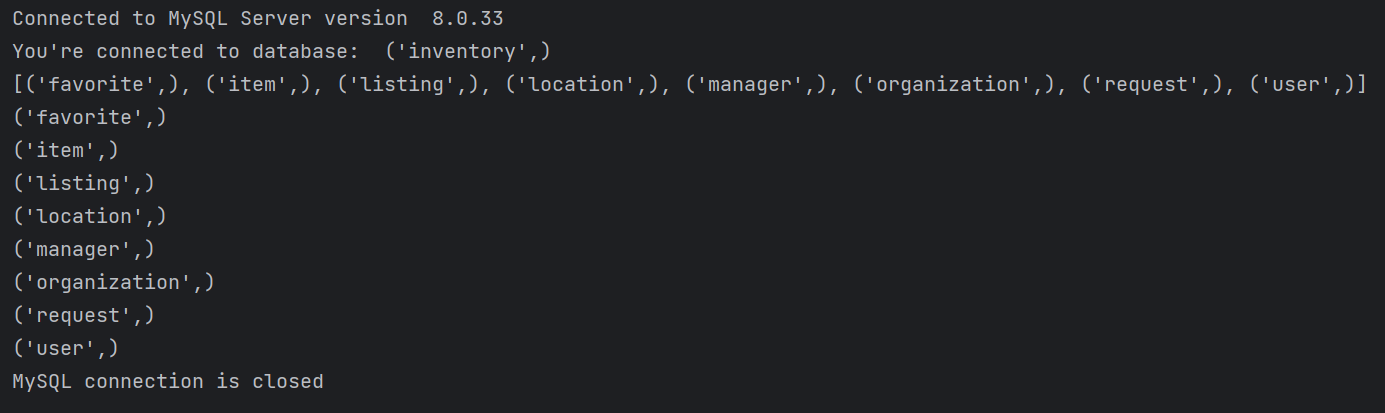 Connected to MySQL Server version  8.0.33
You're connected to database:  ('inventory',)
[('favorite',), ('item',), ('listing',), ('location',), ('manager',), ('organization',), ('request',), ('user',)]
('favorite',)
('item',)
('listing',)
('location',)
('manager',)
('organization',)
('request',)
('user',)
MySQL connection is closed